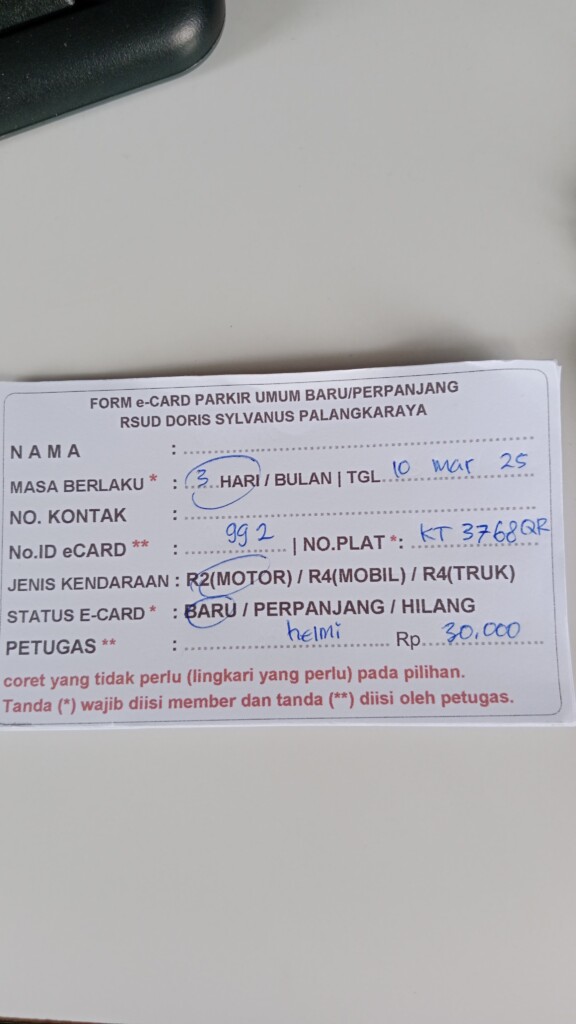 FORM e-CARD PARKIR UMUM BARU/PERPANJANG
RSUD DORIS SYLVANUS PALANGKARAYA
NAMA :
MASA BERLAKU * : 3 HARI / BULAN | TGL 10 mar 25
NO. KONTAK :
No.ID eCARD ** : 992 | NO.PLAT *: KT 3768QR
JENIS KENDARAAN : R2(MOTOR) / R4(MOBIL) / R4(TRUK)
STATUS E-CARD * : BARU / PERPANJANG / HILANG
PETUGAS ** : helmi Rp 30.000
coret yang tidak perlu (lingkari yang perlu) pada pilihan.
Tanda (*) wajib diisi member dan tanda (**) diisi oleh petugas.